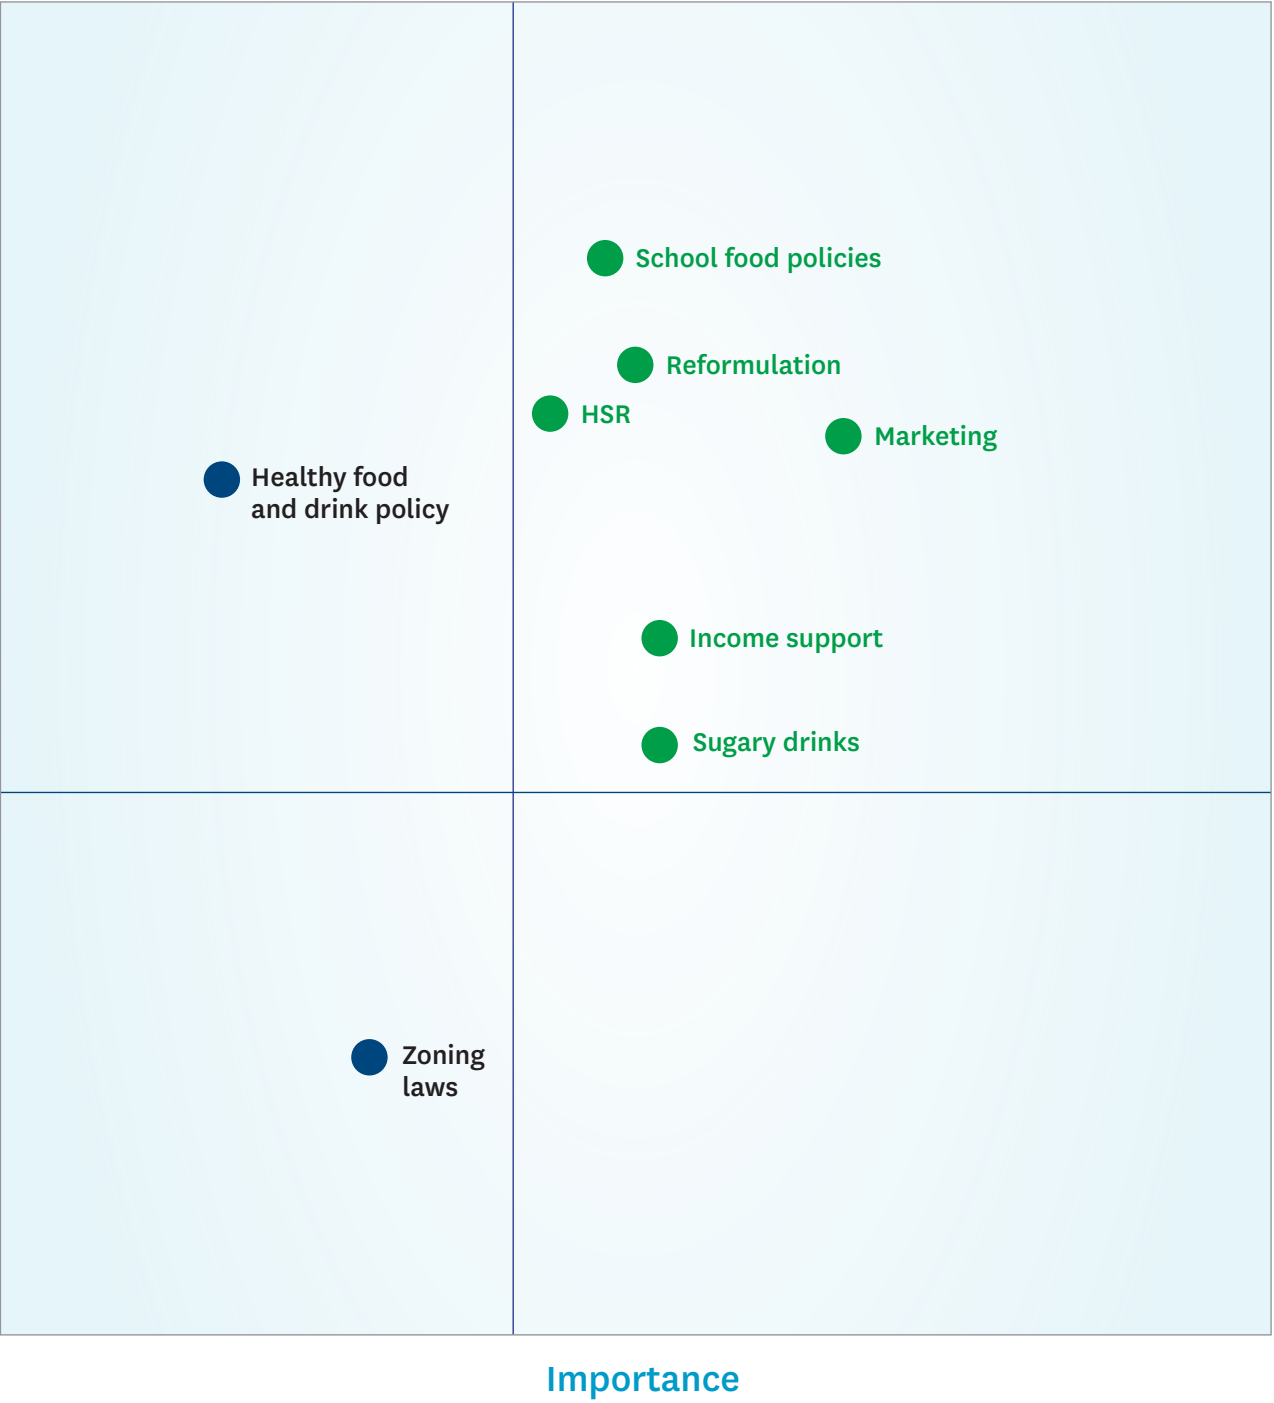 School food policies
Reformulation
HSR
Marketing
Healthy food
and drink policy
Income support
Sugary drinks
Zoning
laws
Importance